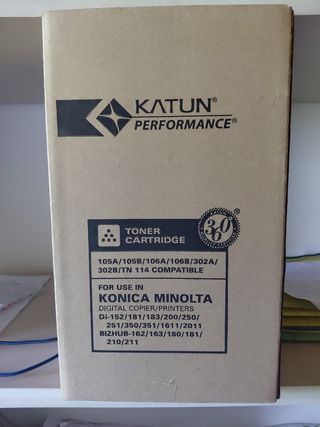 KATUN®
PERFORMANCE®
TONER
CARTRIDGE
360®
105A/105B/106A/106B/302A/
302B/TN 114 COMPATIBLE
FOR USE IN
KONICA MINOLTA
DIGITAL COPIER/PRINTERS
Di-152/181/183/200/250/
251/350/351/1611/2011
BIZHUB-162/163/180/181/
210/211